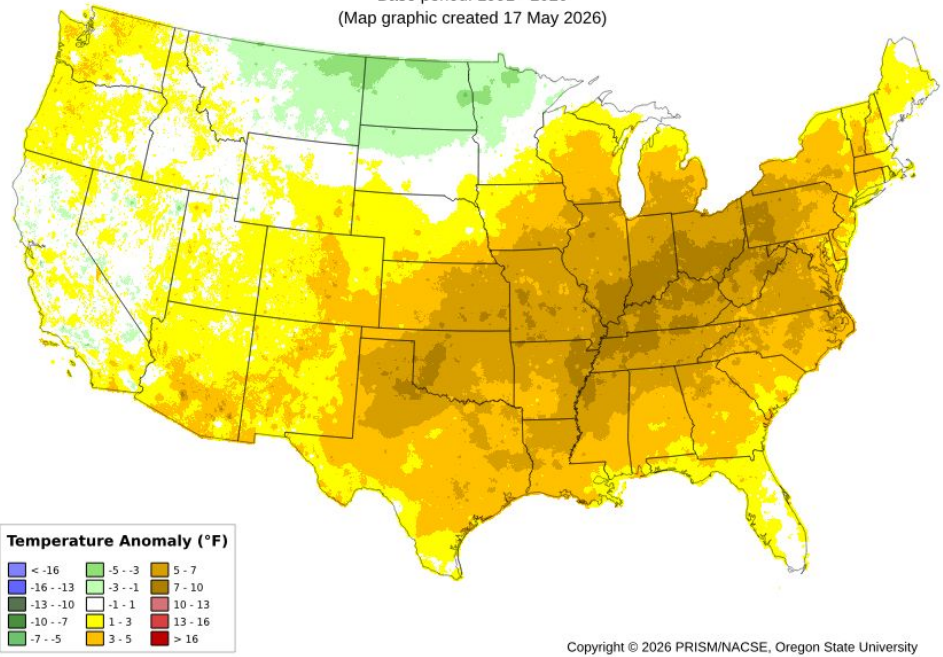 (Map graphic created 17 May 2026)
Temperature Anomaly (°F)
< -16
-16 - -13
-13 - -10
-10 - -7
-7 - -5
-5 - -3
-3 - -1
-1 - 1
1 - 3
3 - 5
5 - 7
7 - 10
10 - 13
13 - 16
> 16
Copyright © 2026 PRISM/NACSE, Oregon State University